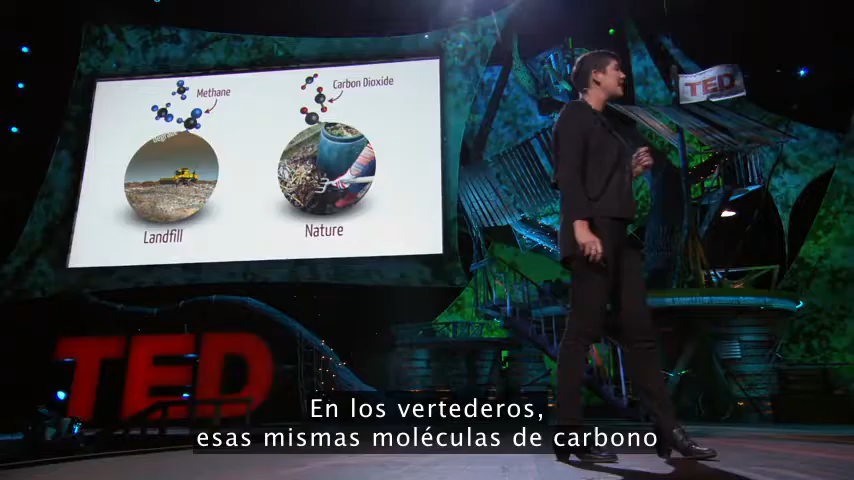 Methane
Carbon Dioxide
Landfill
Nature
TED
TED
En los vertederos,
esas mismas moléculas de carbono